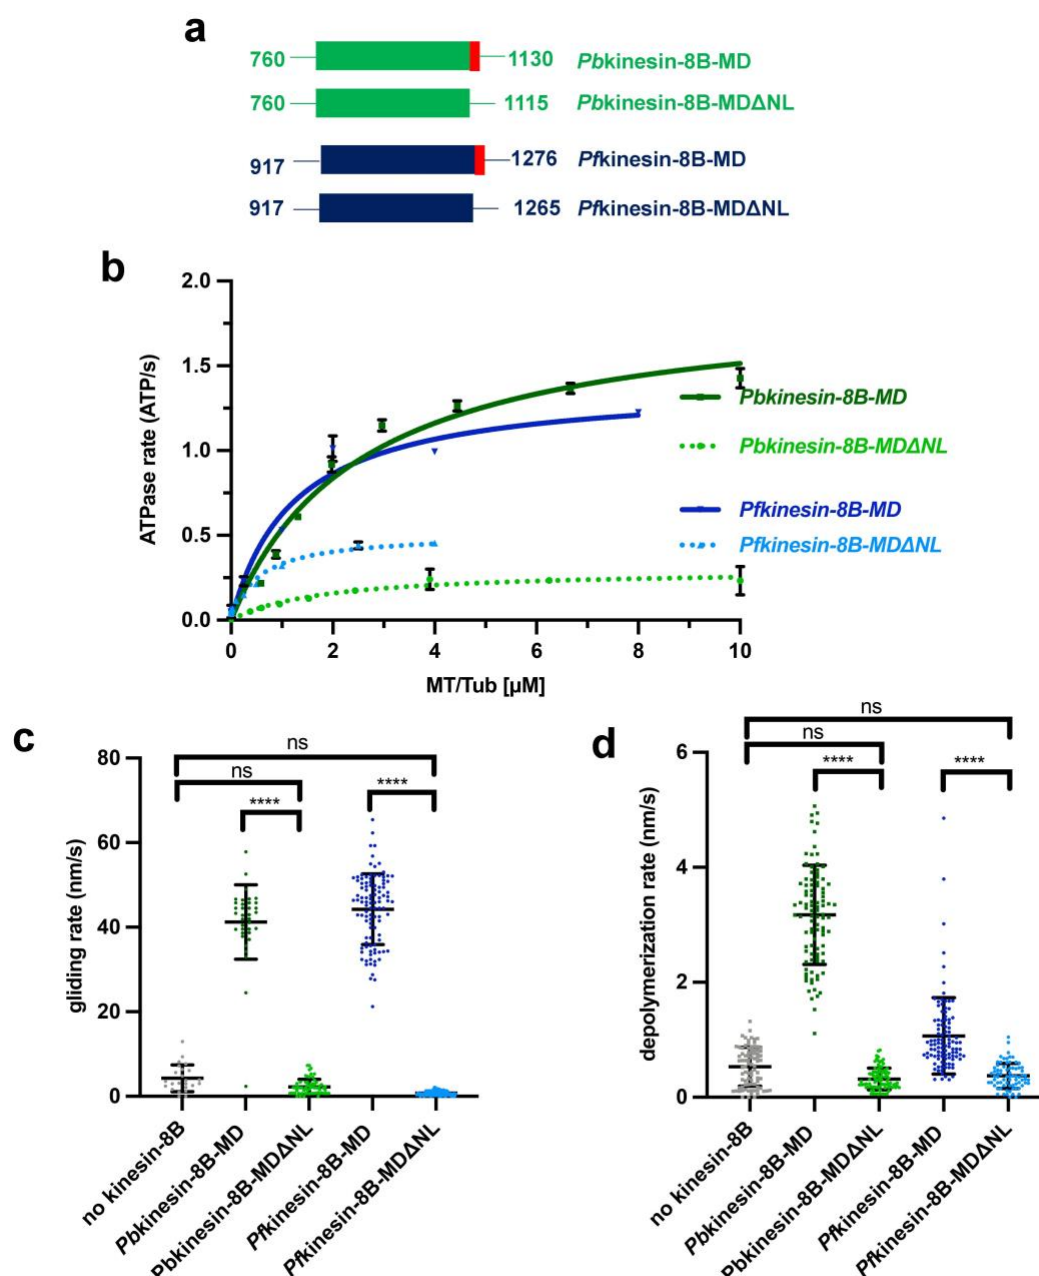 a
760 1130 Pbkinesin-8B-MD
760 1115 Pbkinesin-8B-MDΔNL
917 1276 Pfkinesin-8B-MD
917 1265 Pfkinesin-8B-MDΔNL
b
2.0
1.5
1.0
0.5
0.0
ATPase rate (ATP/s)
0 2 4 6 8 10
MT/Tub [µM]
Pbkinesin-8B-MD
Pbkinesin-8B-MDΔNL
Pfkinesin-8B-MD
Pfkinesin-8B-MDΔNL
c
ns
ns
****
****
80
60
40
20
0
gliding rate (nm/s)
no kinesin-8B
Pbkinesin-8B-MD
Pbkinesin-8B-MDΔNL
Pfkinesin-8B-MD
Pfkinesin-8B-MDΔNL
d
ns
ns
****
****
6
4
2
0
depolymerization rate (nm/s)
no kinesin-8B
Pbkinesin-8B-MD
Pbkinesin-8B-MDΔNL
Pfkinesin-8B-MD
Pfkinesin-8B-MDΔNL